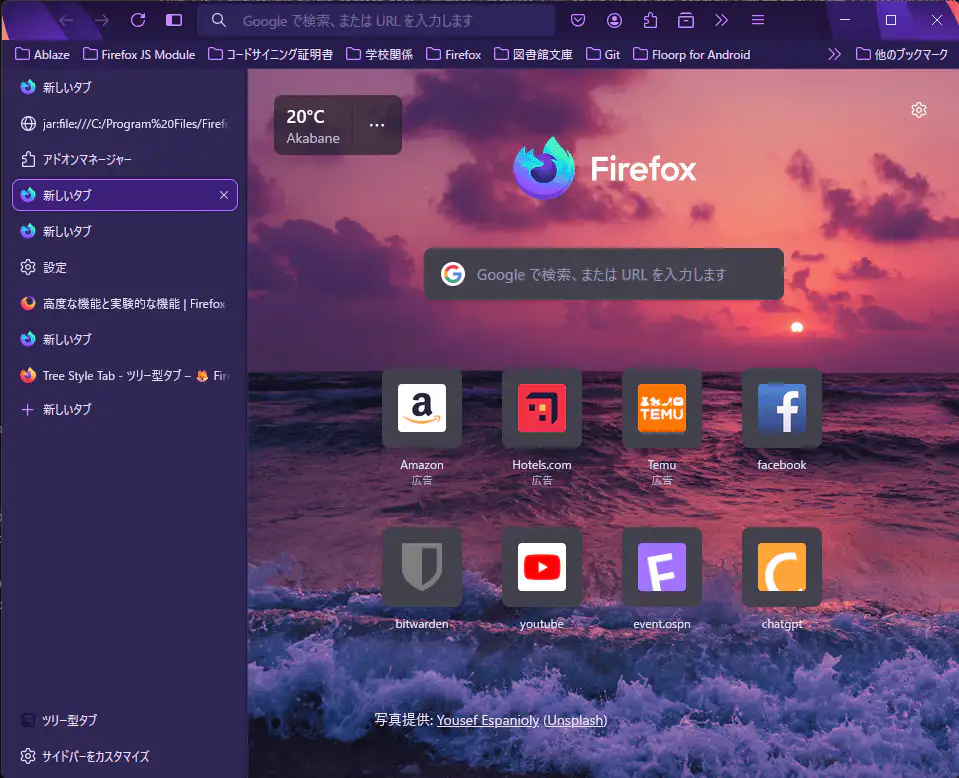 Google で検索、または URL を入力します
Ablaze
Firefox JS Module
コードサイニング証明書
学校関係
Firefox
図書館文庫
Git
Floorp for Android
他のブックマーク
新しいタブ
jar:file:///C:/Program%20Files/Firef
アドオンマネージャー
新しいタブ
新しいタブ
設定
高度な機能と実験的な機能 | Firefox
新しいタブ
Tree Style Tab - ツリー型タブ – 🦊 Fir
新しいタブ
ツリー型タブ
サイドバーをカスタマイズ
20°C
Akabane
Firefox
Google で検索、または URL を入力します
a
TEMU
f
Amazon
広告
Hotels.com
広告
Temu
広告
facebook
F
C
bitwarden
youtube
event.ospn
chatgpt
写真提供: Yousef Espanioly (Unsplash)